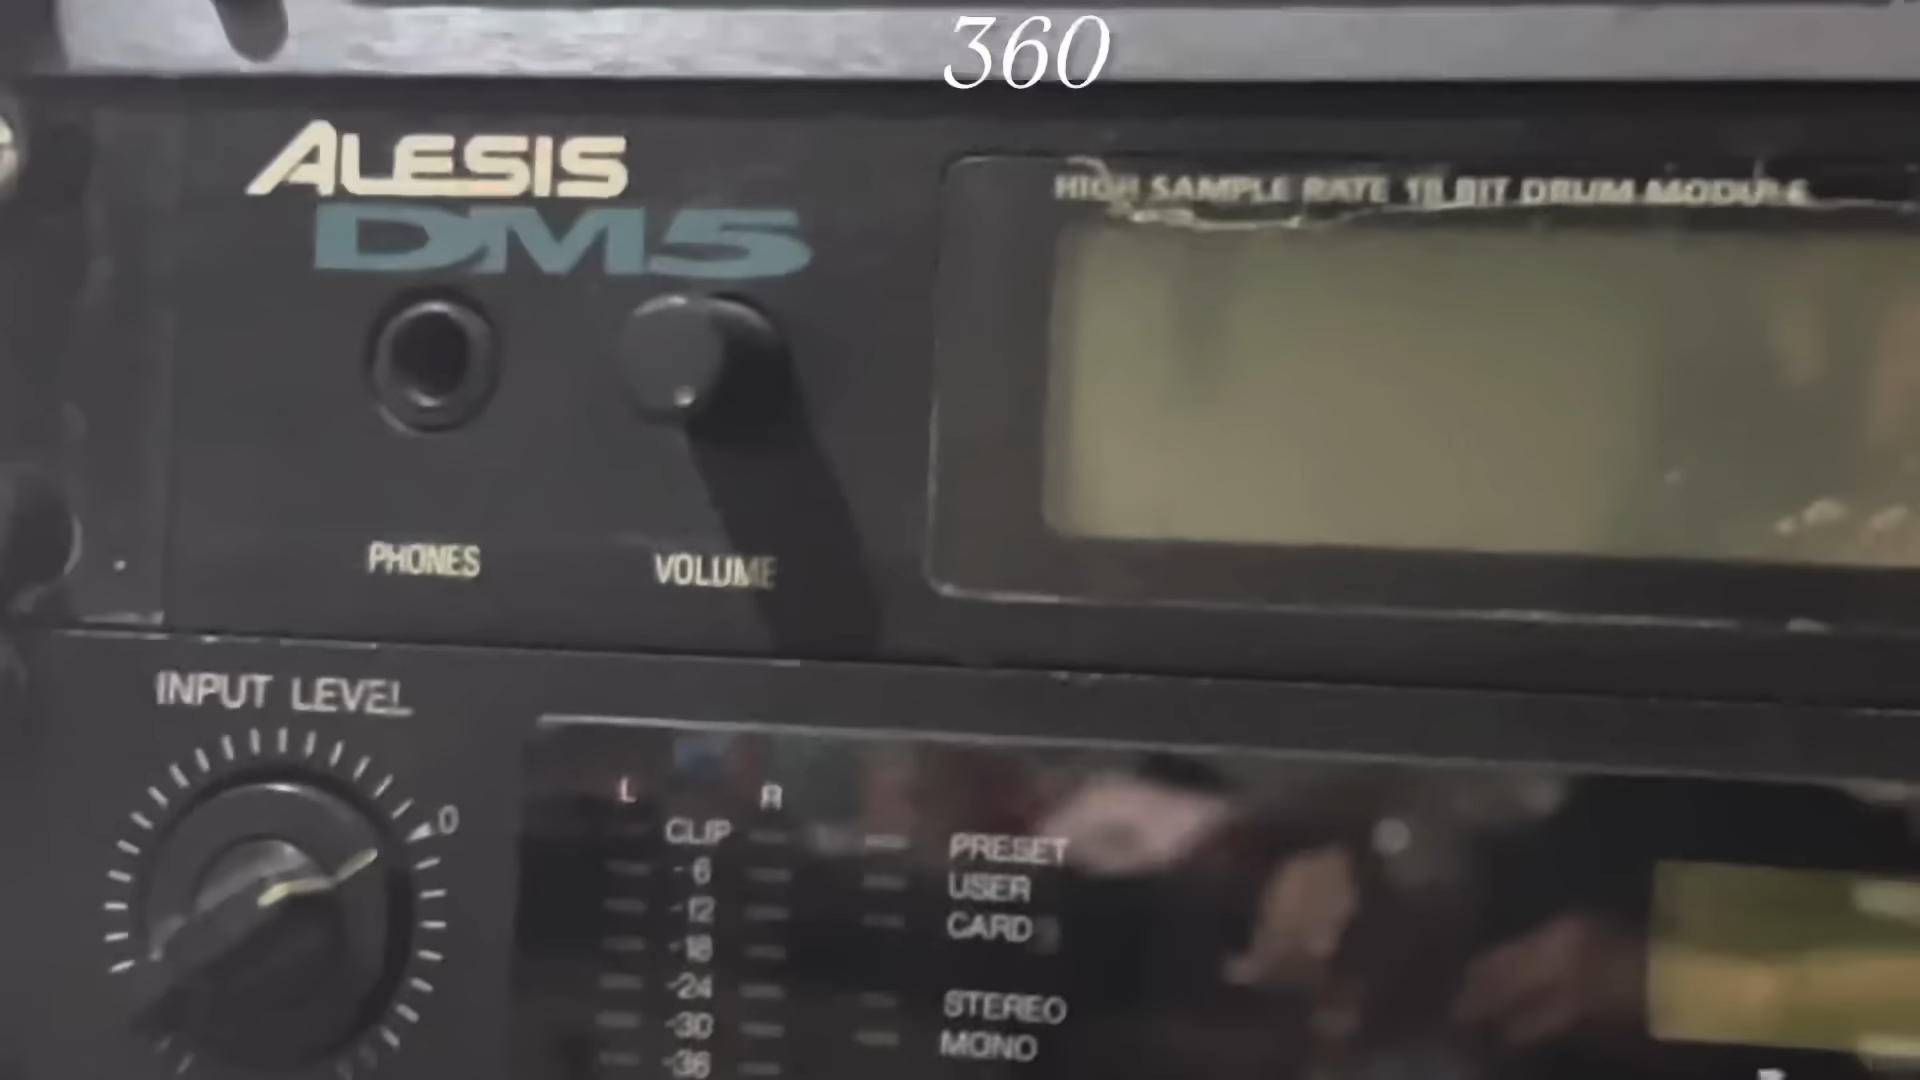 360
ALESIS
DM5
HIGH SAMPLE RATE 18 BIT DRUM MODULE
PHONES
VOLUME
INPUT LEVEL
0
L R
CLIP
-6
-12
-18
-24
-30
-36
PRESET
USER
CARD
STEREO
MONO